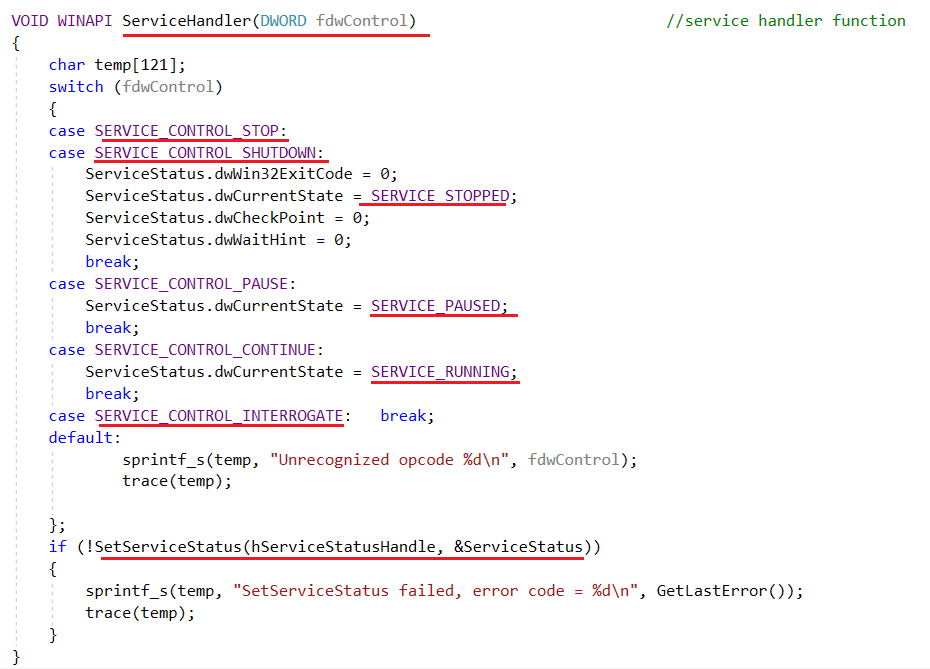 VOID WINAPI ServiceHandler(DWORD fdwControl) //service handler function
{
char temp[121];
switch (fdwControl)
{
case SERVICE_CONTROL_STOP:
case SERVICE_CONTROL_SHUTDOWN:
ServiceStatus.dwWin32ExitCode = 0;
ServiceStatus.dwCurrentState = SERVICE_STOPPED;
ServiceStatus.dwCheckPoint = 0;
ServiceStatus.dwWaitHint = 0;
break;
case SERVICE_CONTROL_PAUSE:
ServiceStatus.dwCurrentState = SERVICE_PAUSED;
break;
case SERVICE_CONTROL_CONTINUE:
ServiceStatus.dwCurrentState = SERVICE_RUNNING;
break;
case SERVICE_CONTROL_INTERROGATE: break;
default:
sprintf_s(temp, "Unrecognized opcode %d\n", fdwControl);
trace(temp);
};
if (!SetServiceStatus(hServiceStatusHandle, &ServiceStatus))
{
sprintf_s(temp, "SetServiceStatus failed, error code = %d\n", GetLastError());
trace(temp);
}
}